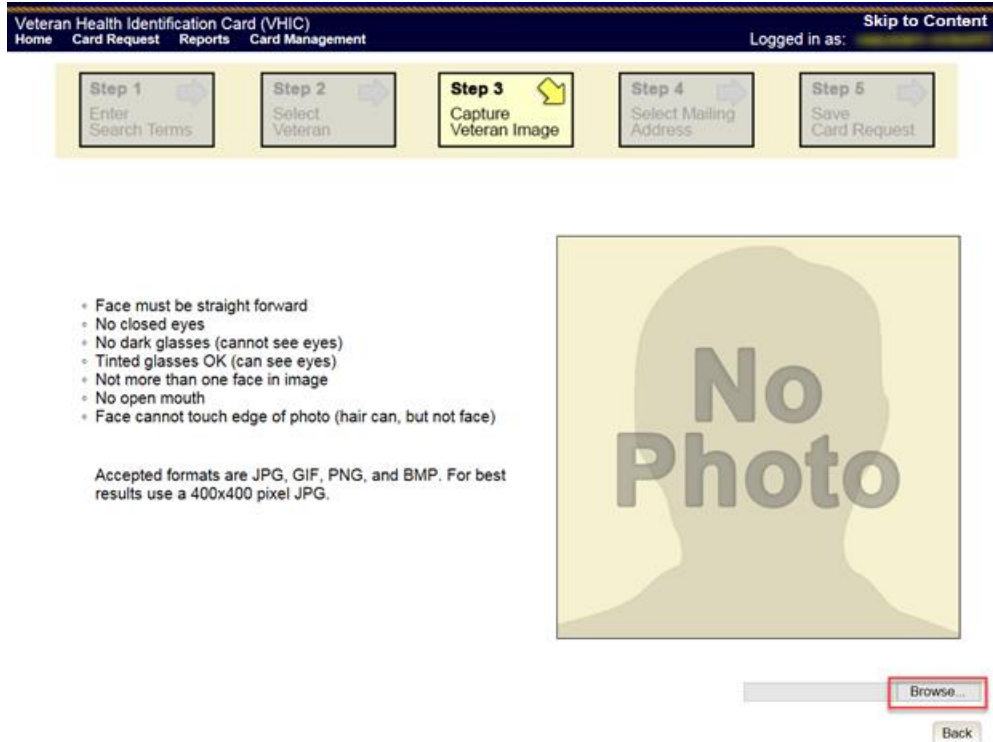 Veteran Health Identification Card (VHIC)
Skip to Content
Home Card Request Reports Card Management
Logged in as:
Step 1
Enter
Search Terms
Step 2
Select
Veteran
Step 3
Capture
Veteran Image
Step 4
Select Mailing
Address
Step 5
Save
Card Request
Face must be straight forward
No closed eyes
No dark glasses (cannot see eyes)
Tinted glasses OK (can see eyes)
Not more than one face in image
No open mouth
Face cannot touch edge of photo (hair can, but not face)
Accepted formats are JPG, GIF, PNG, and BMP. For best
results use a 400x400 pixel JPG.
No
Photo
Browse...
Back